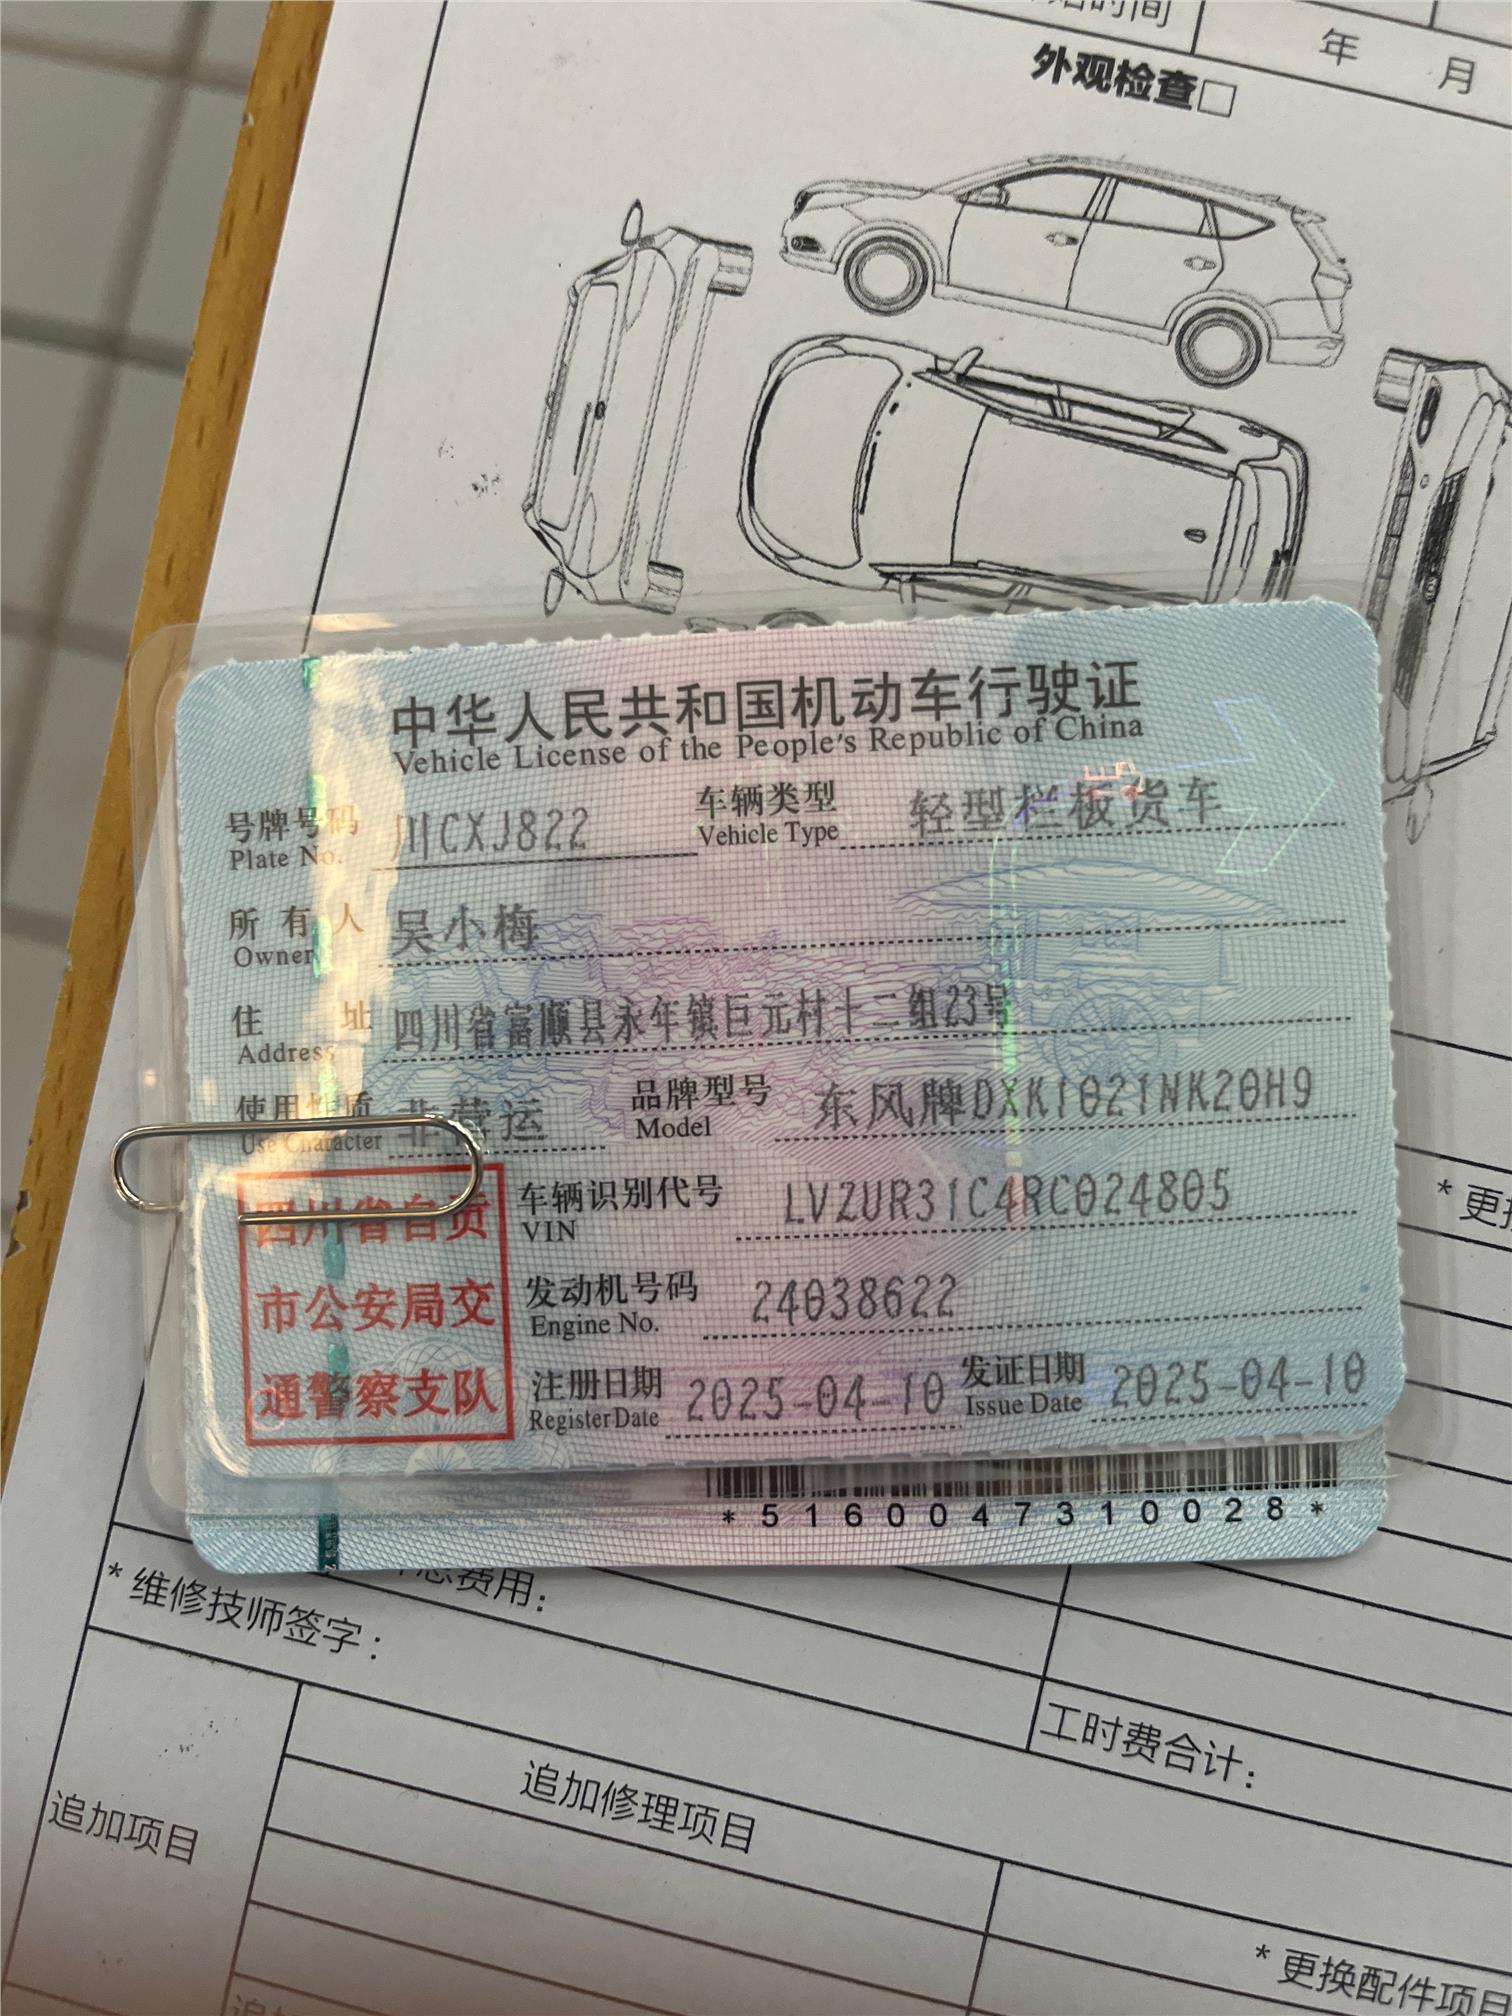 年 月
外观检查□
中华人民共和国机动车行驶证
Vehicle License of the People's Republic of China
号牌号码 川CXJ822 车辆类型 轻型栏板货车
Plate No. Vehicle Type
所有人 吴小梅
Owner
住址 四川省富顺县永年镇巨元村十二组23号
Address
使用性质 非营运 品牌型号 东风牌DXK1021NK20H9
Use Character Model
四川省自贡
市公安局交
通警察支队
车辆识别代号 LVZUR31C4RC024805
VIN
发动机号码 24038622
Engine No.
注册日期 2025-04-10 发证日期 2025-04-10
Register Date Issue Date
*5160047310028*
* 更
费用：
* 维修技师签字：
工时费合计：
追加项目
追加修理项目
* 更换配件项目